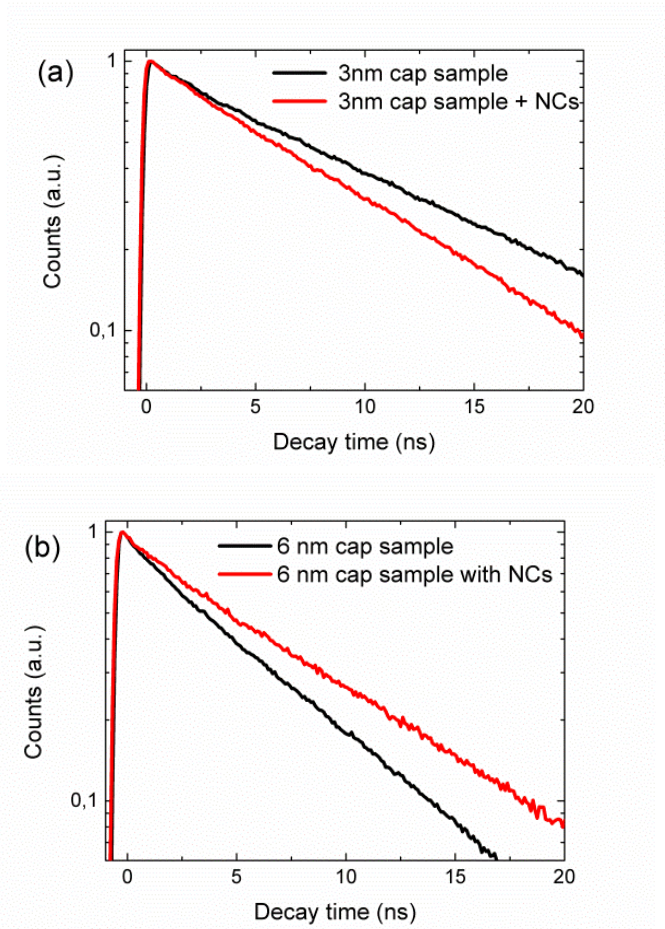 (a)
3nm cap sample
3nm cap sample + NCs
1
0,1
Counts (a.u.)
0 5 10 15 20
Decay time (ns)
(b)
6 nm cap sample
6 nm cap sample with NCs
1
0,1
Counts (a.u.)
0 5 10 15 20
Decay time (ns)